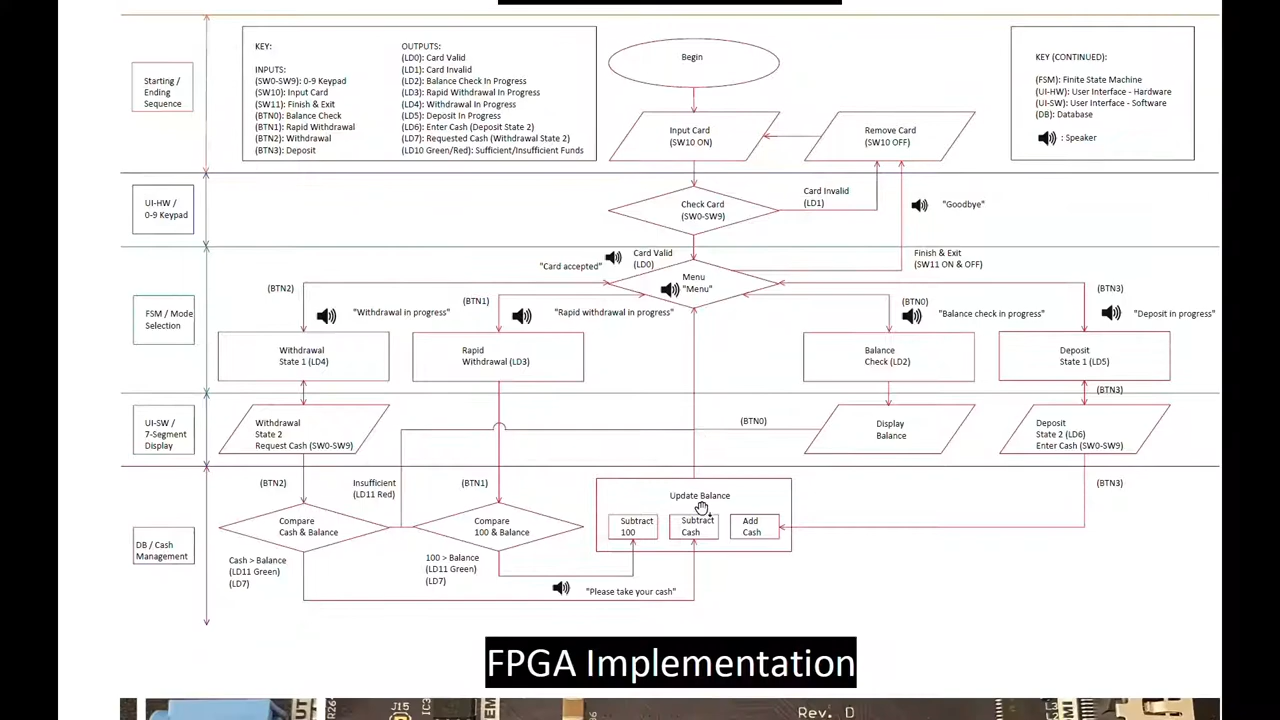 KEY:
INPUTS:
(SW0-SW9): 0-9 Keypad
(SW10): Input Card
(SW11): Finish & Exit
(BTN0): Balance Check
(BTN1): Rapid Withdrawal
(BTN2): Withdrawal
(BTN3): Deposit
OUTPUTS:
(LD0): Card Valid
(LD1): Card Invalid
(LD2): Balance Check In Progress
(LD3): Rapid Withdrawal In Progress
(LD4): Withdrawal In Progress
(LD5): Deposit In Progress
(LD6): Enter Cash (Deposit State 2)
(LD7): Requested Cash (Withdrawal State 2)
(LD10 Green/Red): Sufficient/Insufficient Funds
KEY (CONTINUED):
(FSM): Finite State Machine
(UI-HW): User Interface - Hardware
(UI-SW): User Interface - Software
(DB): Database
: Speaker
Starting /
Ending
Sequence
Begin
Input Card
(SW10 ON)
Remove Card
(SW10 OFF)
UI-HW /
0-9 Keypad
Check Card
(SW0-SW9)
Card Invalid
(LD1)
"Goodbye"
"Card accepted"
Card Valid
(LD0)
Finish & Exit
(SW11 ON & OFF)
FSM / Mode
Selection
Menu
"Menu"
(BTN2)
"Withdrawal in progress"
(BTN1)
"Rapid withdrawal in progress"
(BTN0)
"Balance check in progress"
(BTN3)
"Deposit in progress"
Withdrawal
State 1 (LD4)
Rapid
Withdrawal (LD3)
Balance
Check (LD2)
Deposit
State 1 (LD5)
(BTN3)
UI-SW /
7-Segment
Display
Withdrawal
State 2
Request Cash (SW0-SW9)
(BTN0)
Display
Balance
Deposit
State 2 (LD6)
Enter Cash (SW0-SW9)
(BTN2)
Insufficient
(LD11 Red)
(BTN1)
(BTN3)
DB / Cash
Management
Compare
Cash & Balance
Compare
100 & Balance
Update Balance
Subtract
100
Subtract
Cash
Add
Cash
Cash > Balance
(LD11 Green)
(LD7)
100 > Balance
(LD11 Green)
(LD7)
"Please take your cash"
FPGA Implementation
J15
Rev. D